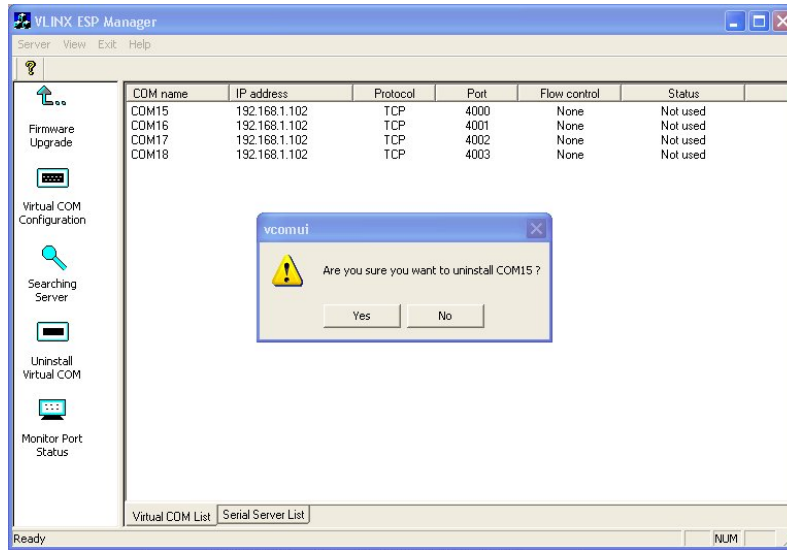 VLINX ESP Manager
Server View Exit Help
COM name IP address Protocol Port Flow control Status
COM15 192.168.1.102 TCP 4000 None Not used
COM16 192.168.1.102 TCP 4001 None Not used
COM17 192.168.1.102 TCP 4002 None Not used
COM18 192.168.1.102 TCP 4003 None Not used
Firmware
Upgrade
Virtual COM
Configuration
Searching
Server
Uninstall
Virtual COM
Monitor Port
Status
vcomui
Are you sure you want to uninstall COM15 ?
Yes No
Virtual COM List Serial Server List
Ready NUM